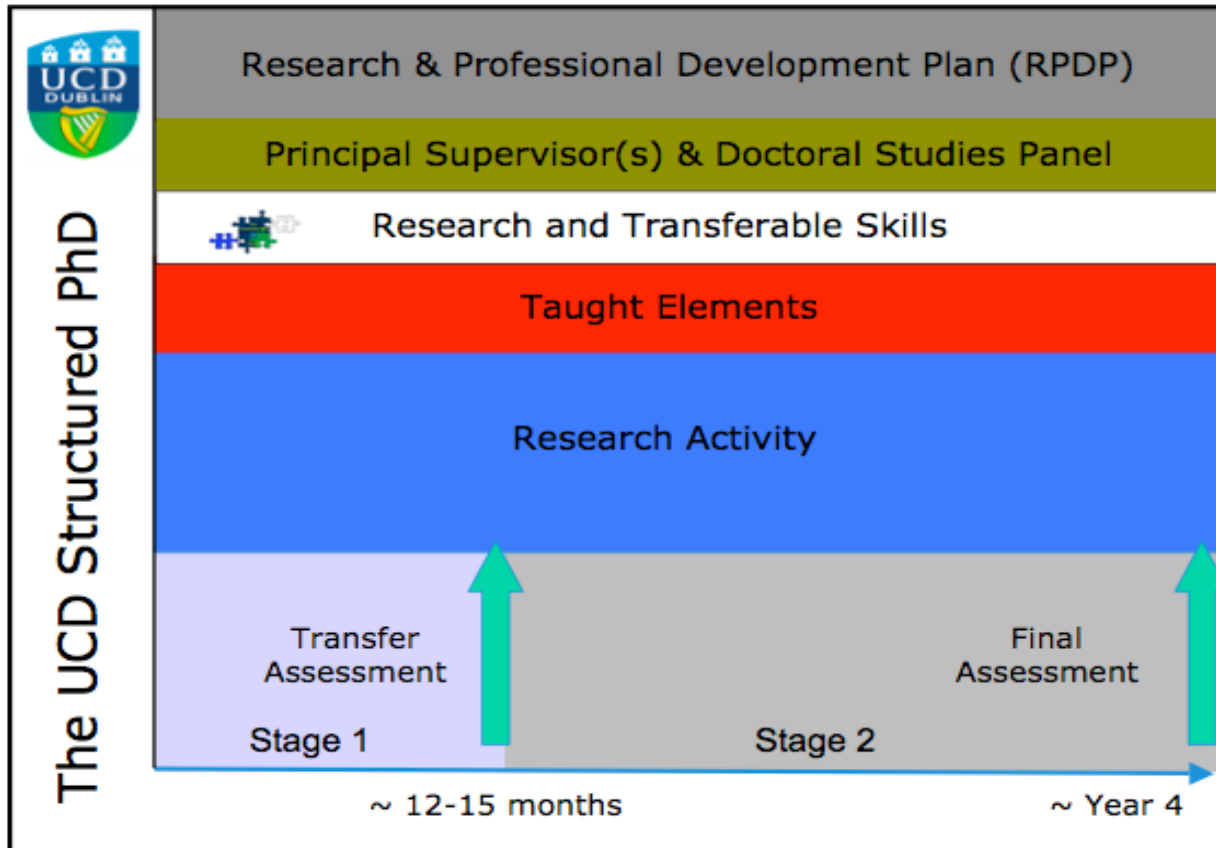 UCD
DUBLIN
The UCD Structured PhD
Research & Professional Development Plan (RPDP)
Principal Supervisor(s) & Doctoral Studies Panel
Research and Transferable Skills
Taught Elements
Research Activity
Transfer
Assessment
Final
Assessment
Stage 1
Stage 2
~ 12-15 months
~ Year 4